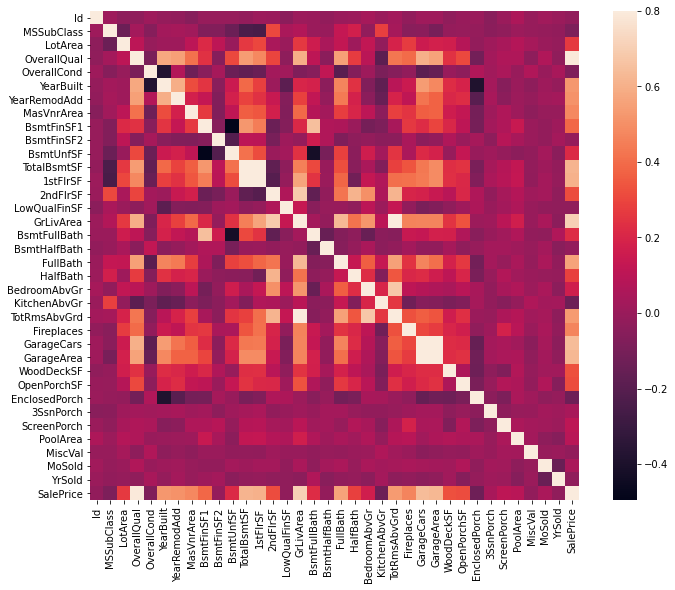 Id
MSSubClass
LotArea
OverallQual
OverallCond
YearBuilt
YearRemodAdd
MasVnrArea
BsmtFinSF1
BsmtFinSF2
BsmtUnfSF
TotalBsmtSF
1stFlrSF
2ndFlrSF
LowQualFinSF
GrLivArea
BsmtFullBath
BsmtHalfBath
FullBath
HalfBath
BedroomAbvGr
KitchenAbvGr
TotRmsAbvGrd
Fireplaces
GarageCars
GarageArea
WoodDeckSF
OpenPorchSF
EnclosedPorch
3SsnPorch
ScreenPorch
PoolArea
MiscVal
MoSold
YrSold
SalePrice
Id
MSSubClass
LotArea
OverallQual
OverallCond
YearBuilt
YearRemodAdd
MasVnrArea
BsmtFinSF1
BsmtFinSF2
BsmtUnfSF
TotalBsmtSF
1stFlrSF
2ndFlrSF
LowQualFinSF
GrLivArea
BsmtFullBath
BsmtHalfBath
FullBath
HalfBath
BedroomAbvGr
KitchenAbvGr
TotRmsAbvGrd
Fireplaces
GarageCars
GarageArea
WoodDeckSF
OpenPorchSF
EnclosedPorch
3SsnPorch
ScreenPorch
PoolArea
MiscVal
MoSold
YrSold
SalePrice
0.8
0.6
0.4
0.2
0.0
−0.2
−0.4